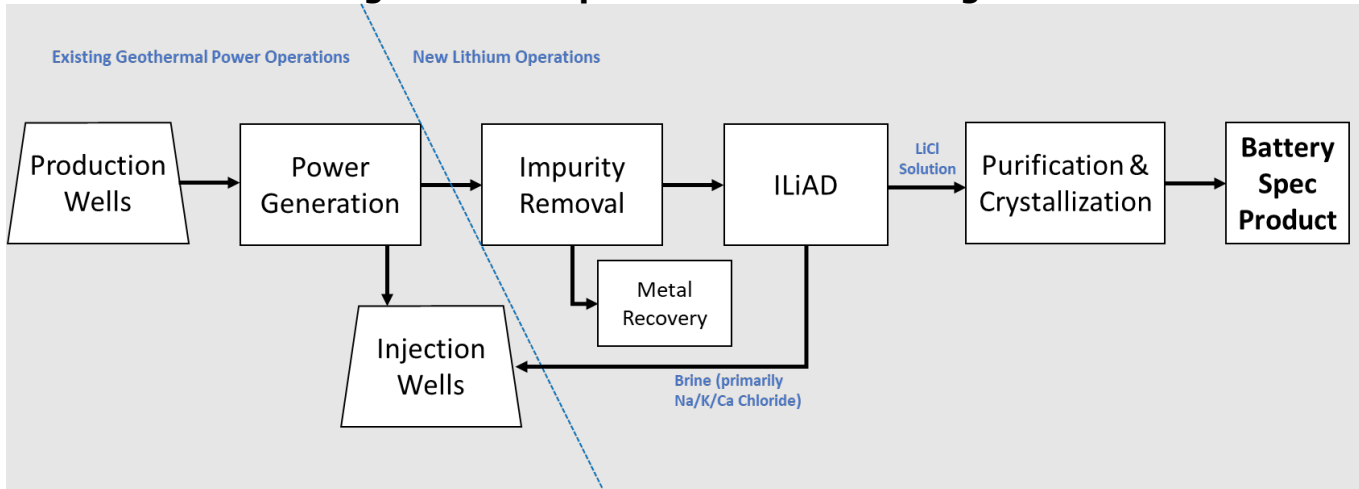 Existing Geothermal Power Operations
New Lithium Operations
Production
Wells
Power
Generation
Impurity
Removal
ILiAD
LiCl
Solution
Purification &
Crystallization
Battery
Spec
Product
Metal
Recovery
Injection
Wells
Brine (primarily
Na/K/Ca Chloride)